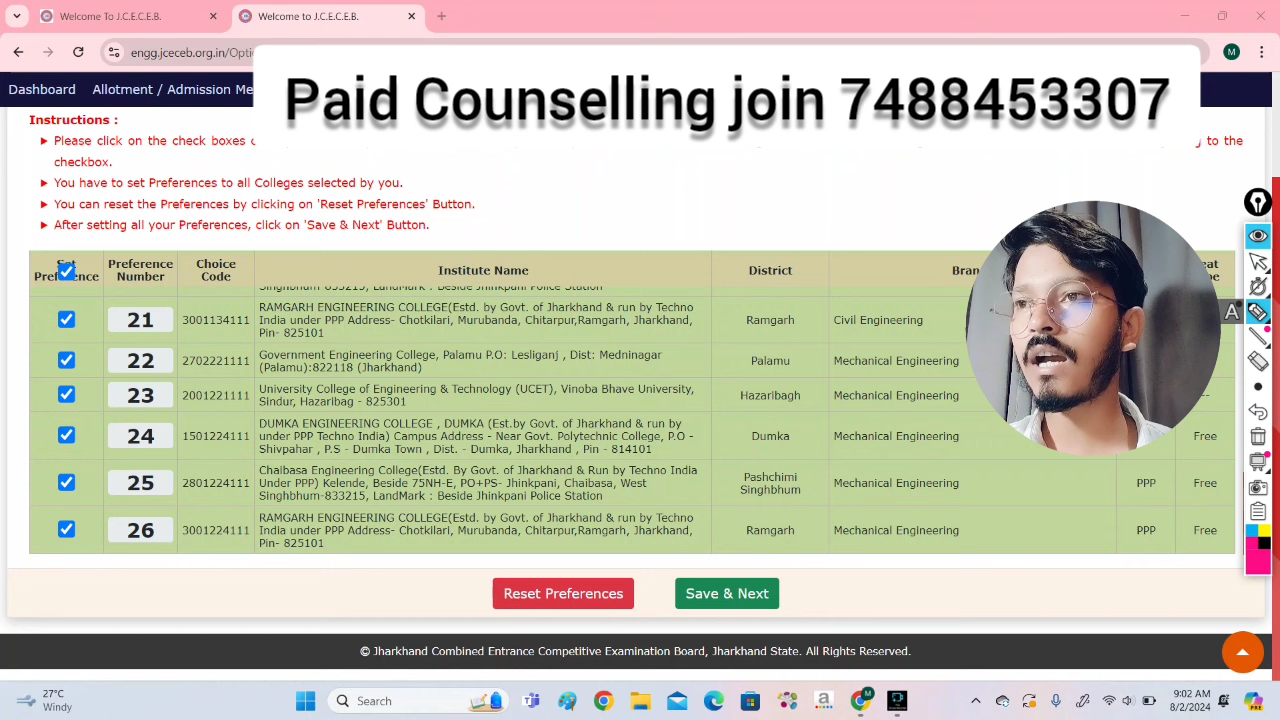 Welcome to J.C.E.C.E.B.
Welcome to J.C.E.C.E.B.
engg.jceceb.org.in/Opti
M
Paid Counselling join 7488453307
Dashboard
Allotment / Admission Me
Instructions :
Please click on the check boxes
to the
checkbox.
You have to set Preferences to all Colleges selected by you.
You can reset the Preferences by clicking on 'Reset Preferences' Button.
After setting all your Preferences, click on 'Save & Next' Button.
Set Preference
Preference Number
Choice Code
Institute Name
District
Bran
Singhbhum-833215, LandMark : Beside Jhinkpani Police Station
21
3001134111
RAMGARH ENGINEERING COLLEGE(Estd. by Govt. of Jharkhand & run by Techno
India under PPP Address- Chotkilari, Murubanda, Chitarpur,Ramgarh, Jharkhand,
Pin- 825101
Ramgarh
Civil Engineering
22
2702221111
Government Engineering College, Palamu P.O: Lesliganj , Dist: Medninagar
(Palamu):822118 (Jharkhand)
Palamu
Mechanical Engineering
23
2001221111
University College of Engineering & Technology (UCET), Vinoba Bhave University,
Sindur, Hazaribag - 825301
Hazaribagh
Mechanical Engineering
--
24
1501224111
DUMKA ENGINEERING COLLEGE , DUMKA (Est.by Govt. of Jharkhand & run by
under PPP Techno India) Campus Address - Near Govt. Polytechnic College, P.O -
Shivpahar , P.S - Dumka Town , Dist. - Dumka, Jharkhand , Pin - 814101
Dumka
Mechanical Engineering
Free
25
2801224111
Chaibasa Engineering College(Estd. By Govt. of Jharkhand & Run by Techno India
Under PPP) Kelende, Beside 75NH-E, PO+PS- Jhinkpani, Chaibasa, West
Singhbhum-833215, LandMark : Beside Jhinkpani Police Station
Pashchimi
Singhbhum
Mechanical Engineering
PPP
Free
26
3001224111
RAMGARH ENGINEERING COLLEGE(Estd. by Govt. of Jharkhand & run by Techno
India under PPP Address- Chotkilari, Murubanda, Chitarpur,Ramgarh, Jharkhand,
Pin- 825101
Ramgarh
Mechanical Engineering
PPP
Free
A
Reset Preferences
Save & Next
© Jharkhand Combined Entrance Competitive Examination Board, Jharkhand State. All Rights Reserved.
27°C
Windy
Search
M
9:02 AM
8/2/2024